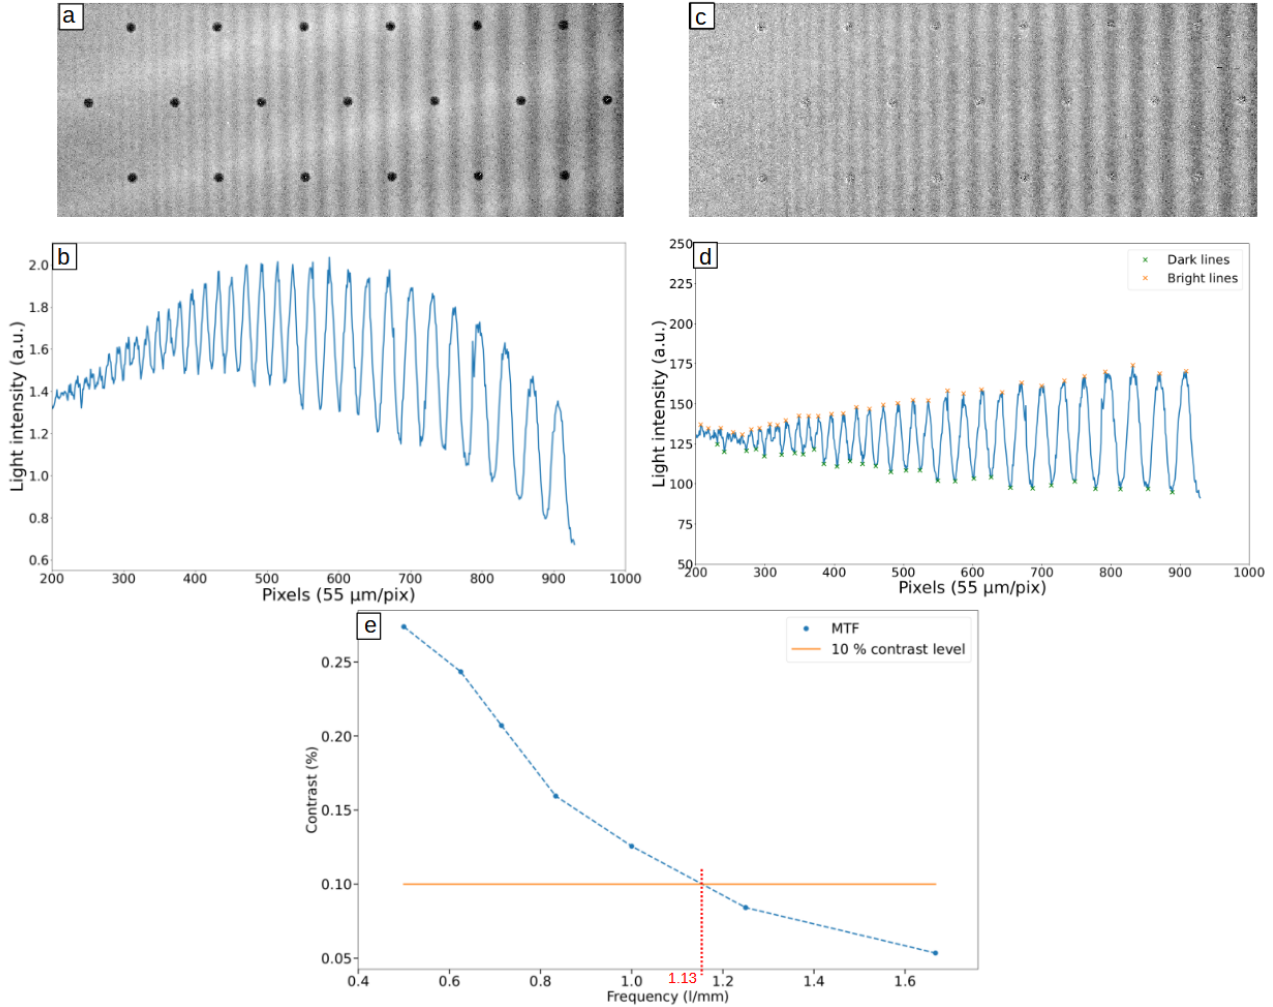 a
c
b
2.0
1.8
1.6
1.4
1.2
1.0
0.8
0.6
200 300 400 500 600 700 800 900 1000
Light intensity (a.u.)
Pixels (55 µm/pix)
d
250
225
200
175
150
125
100
75
50
200 300 400 500 600 700 800 900 1000
Light intensity (a.u.)
Pixels (55 µm/pix)
Dark lines
Bright lines
e
MTF
10 % contrast level
0.25
0.20
0.15
0.10
0.05
Contrast (%)
1.13
0.4 0.6 0.8 1.0 1.2 1.4 1.6
Frequency (l/mm)